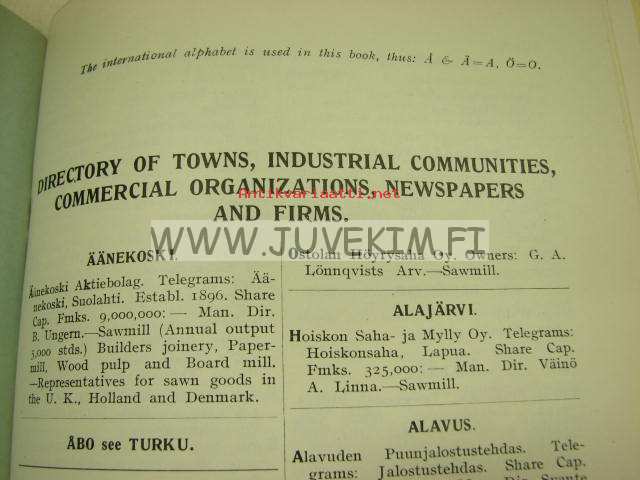 The international alphabet is used in this book, thus: Å & Ä=A, Ö=O.
DIRECTORY OF TOWNS, INDUSTRIAL COMMUNITIES,
COMMERCIAL ORGANIZATIONS, NEWSPAPERS
AND FIRMS.
Antikvariaatti.net
WWW.JUVEKIM.FI
ÄÄNEKOSKI.
Äänekoski Aktiebolag. Telegrams: Ää-
nekoski, Suolahti. Establ. 1896. Share
Cap. Fmks. 9,000,000: — Man. Dir.
B. Ungern.—Sawmill (Annual output
5,000 stds.) Builders joinery, Paper-
mill, Wood pulp and Board mill.
—Representatives for sawn goods in
the U. K., Holland and Denmark.
ÅBO see TURKU.
Ostolan Höyrysaha Oy. Owners: G. A.
Lönnqvists Arv.—Sawmill.
ALAJÄRVI.
Hoiskon Saha- ja Mylly Oy. Telegrams:
Hoiskonsaha, Lapua. Share Cap.
Fmks. 325,000: — Man. Dir. Väinö
A. Linna.—Sawmill.
ALAVUS.
Alavuden Puunjalostustehdas. Tele-
grams: Jalostustehdas. Share Cap.
Man. Dir. Svante